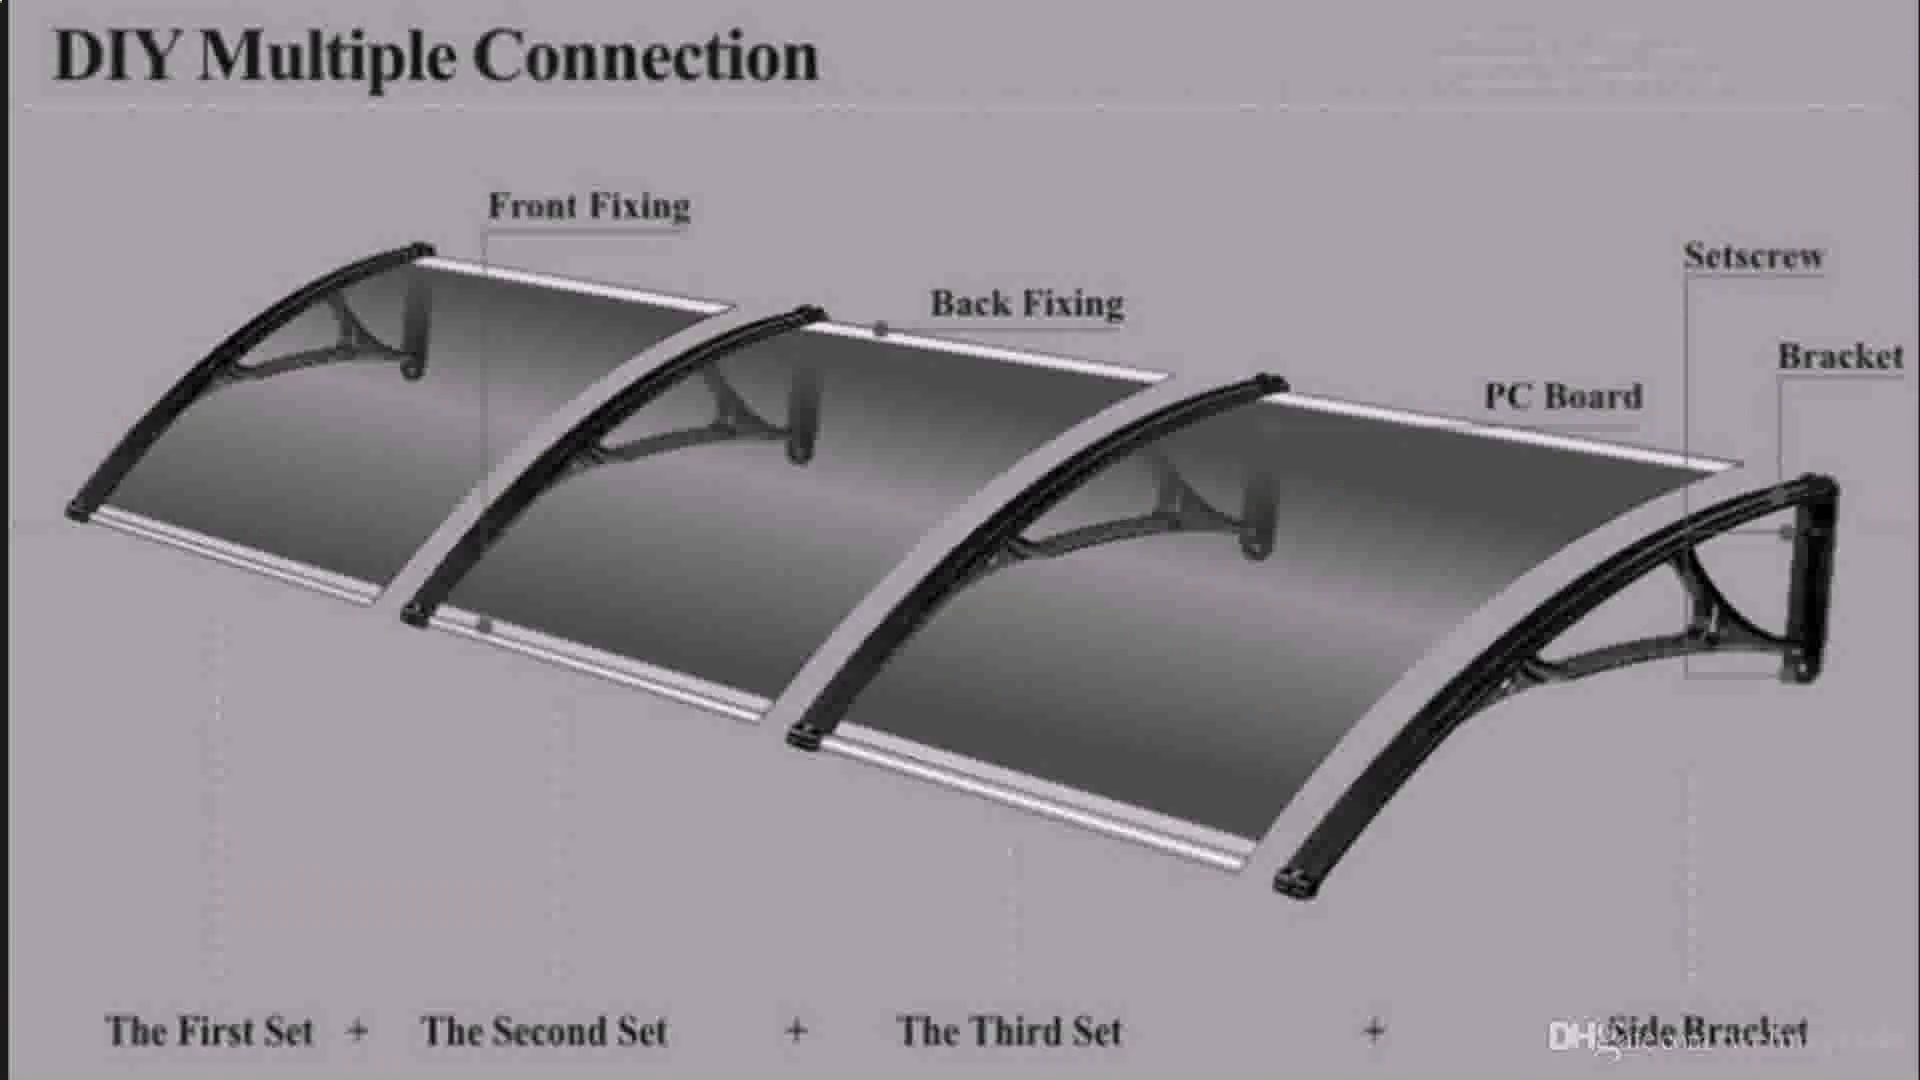 DIY Multiple Connection
Front Fixing
Setscrew
Back Fixing
Bracket
PC Board
The First Set + The Second Set + The Third Set + Side Bracket